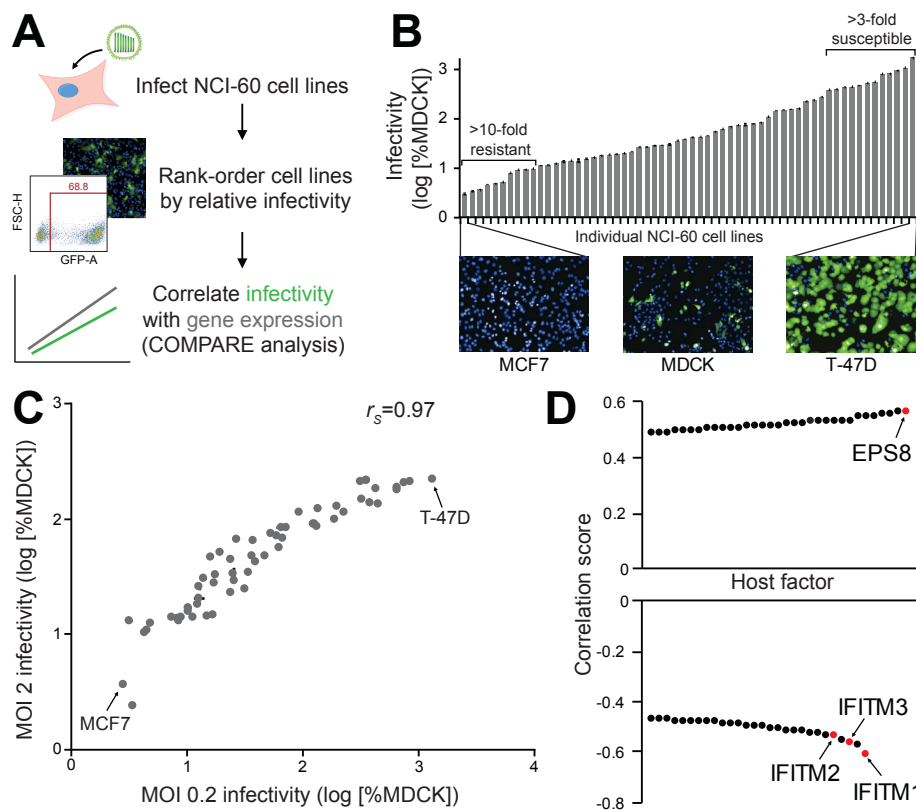 A
Infect NCI-60 cell lines
68.8
FSC-H
GFP-A
Rank-order cell lines
by relative infectivity
Correlate infectivity
with gene expression
(COMPARE analysis)
B
>3-fold
susceptible
>10-fold
resistant
Infectivity
(log [%MDCK])
3
2
1
0
Individual NCI-60 cell lines
MCF7
MDCK
T-47D
C
rs=0.97
MOI 2 infectivity (log [%MDCK])
3
2
1
0
T-47D
MCF7
0
1
2
3
4
MOI 0.2 infectivity (log [%MDCK])
D
0.6
0.4
0.2
0
EPS8
Correlation score
Host factor
0
-0.2
-0.4
-0.6
-0.8
IFITM3
IFITM2
IFITM1